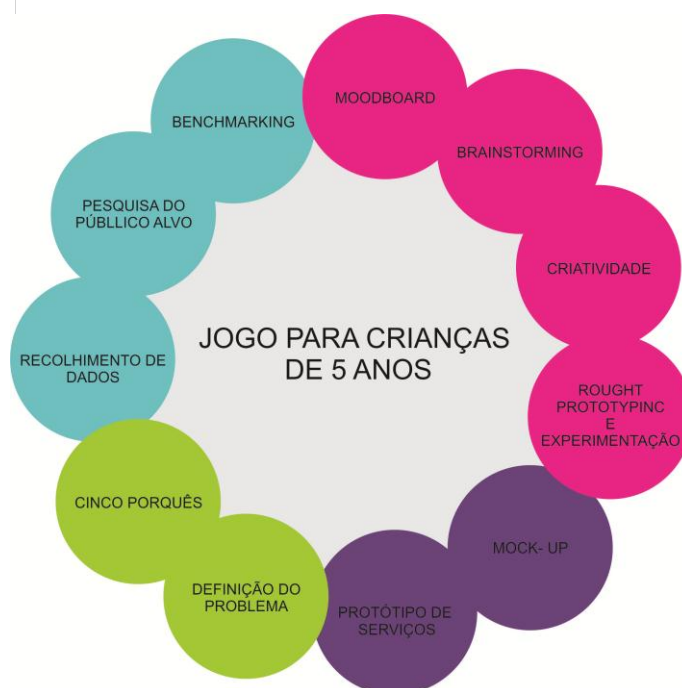 MOODBOARD
BENCHMARKING
BRAINSTORMING
PESQUISA DO
PÚBLLICO ALVO
CRIATIVIDADE
JOGO PARA CRIANÇAS
DE 5 ANOS
RECOLHIMENTO DE
DADOS
ROUGHT
PROTOTYPINC
E
EXPERIMENTAÇÃO
CINCO PORQUÊS
MOCK- UP
DEFINIÇÃO DO
PROBLEMA
PROTÓTIPO DE
SERVIÇOS